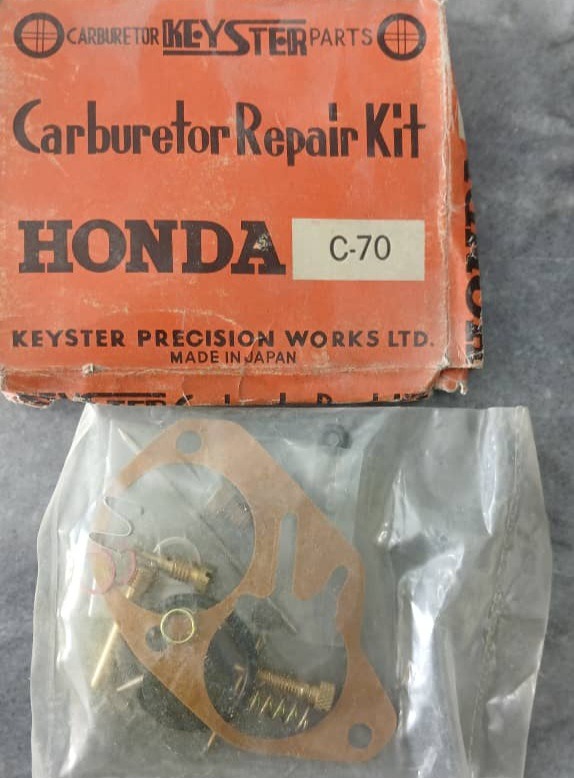 CARBURETOR KEYSTER PARTS
Carburetor Repair Kit
HONDA C-70
KEYSTER PRECISION WORKS LTD.
MADE IN JAPAN